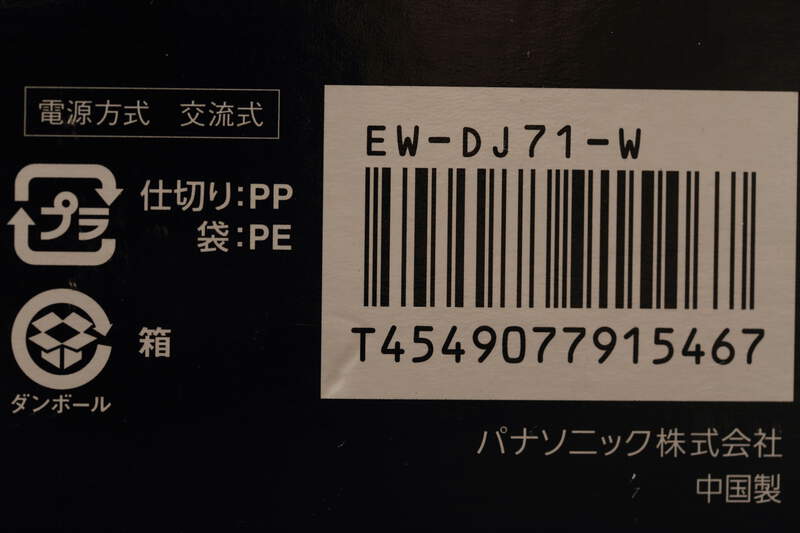 電源方式 交流式
EW-DJ71-W
プラ
仕切り:PP
袋:PE
T4549077915467
箱
ダンボール
パナソニック株式会社
中国製